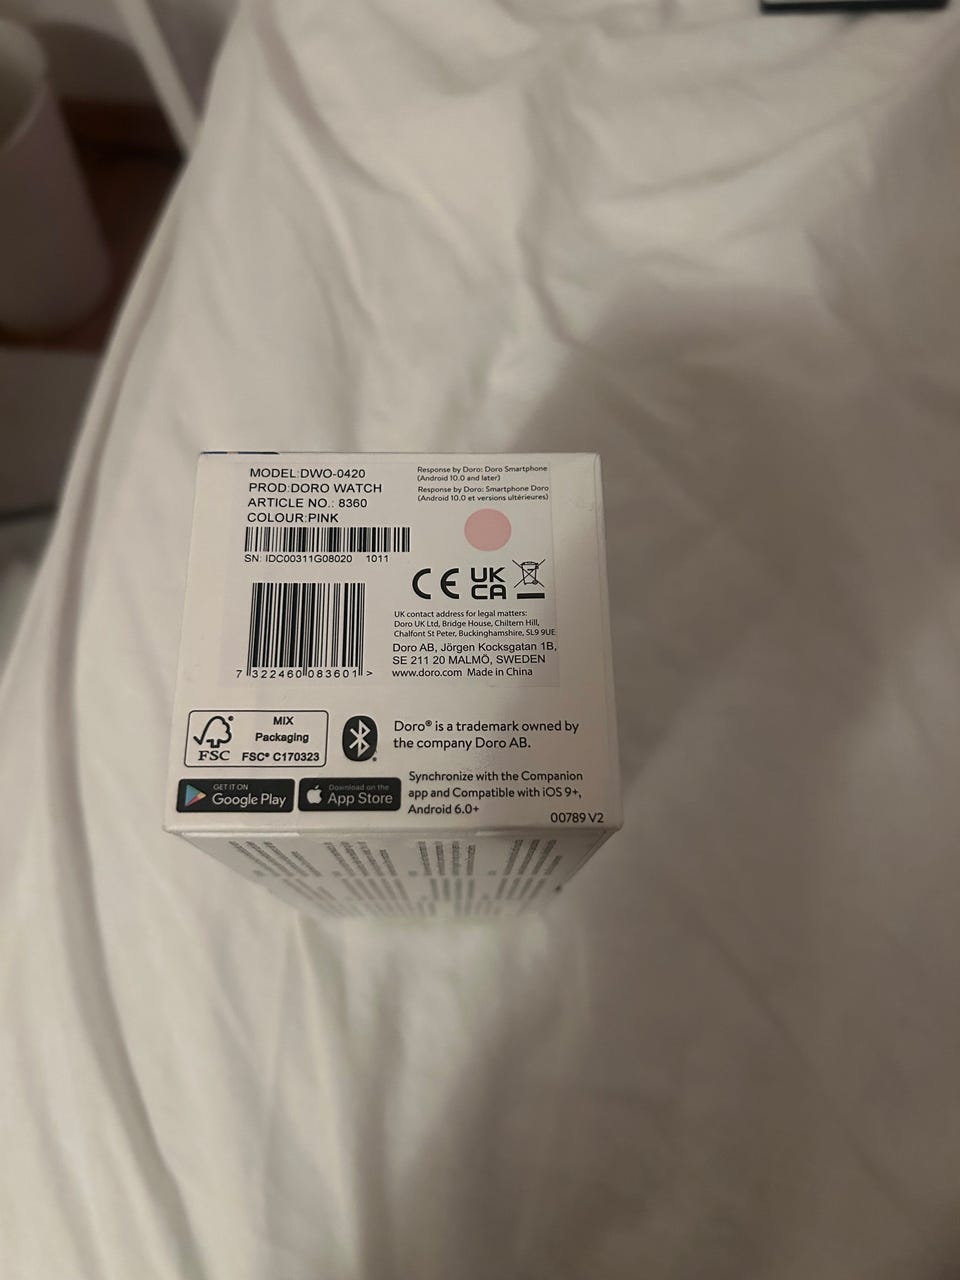 MODEL:DWO-0420
PROD:DORO WATCH
ARTICLE NO.: 8360
COLOUR:PINK
SN: IDC00311G08020 1011
7 322460 083601 >
Response by Doro: Doro Smartphone
(Android 10.0 and later)
Response by Doro: Smartphone Doro
(Android 10.0 et versions ultérieures)
CE UK
CA
UK contact address for legal matters:
Doro UK Ltd, Bridge House, Chiltern Hill,
Chalfont St Peter, Buckinghamshire, SL9 9UE
Doro AB, Jörgen Kocksgatan 1B,
SE 211 20 MALMÖ, SWEDEN
www.doro.com Made in China
FSC
MIX
Packaging
FSC® C170323
Doro® is a trademark owned by
the company Doro AB.
GET IT ON
Google Play
Download on the
App Store
Synchronize with the Companion
app and Compatible with iOS 9+,
Android 6.0+
00789 V2